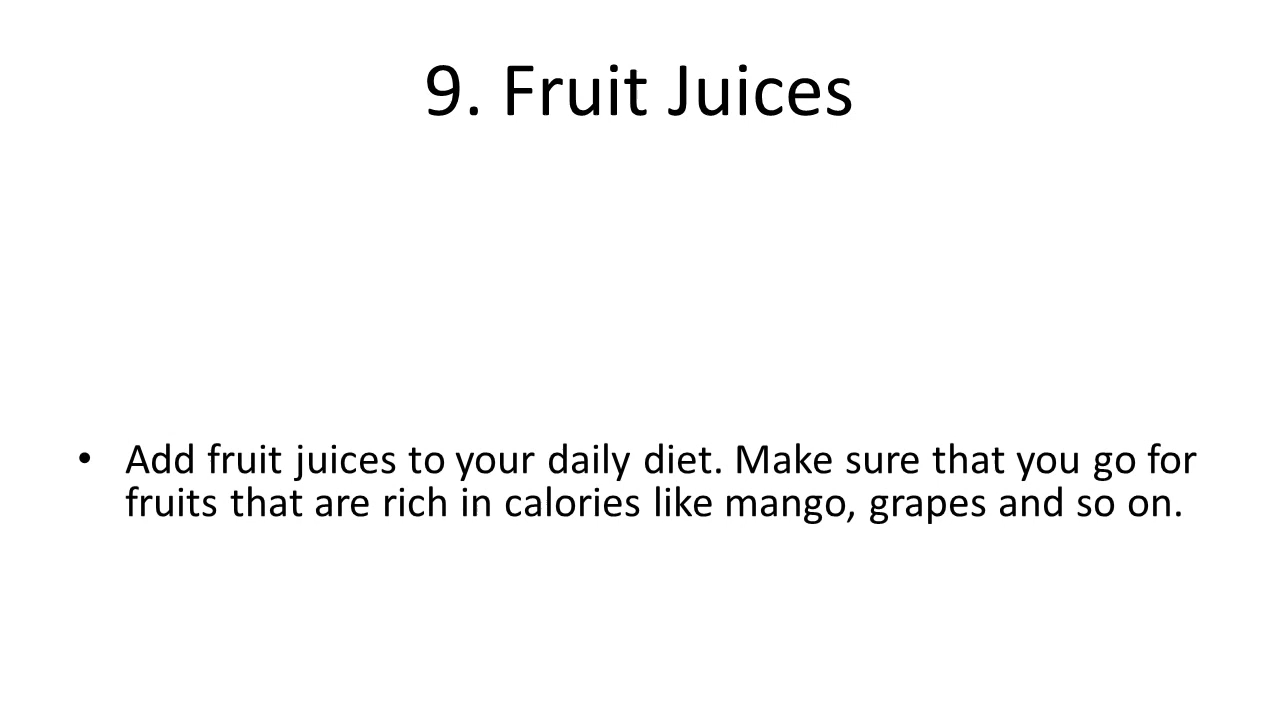 9. Fruit Juices
• Add fruit juices to your daily diet. Make sure that you go for
fruits that are rich in calories like mango, grapes and so on.